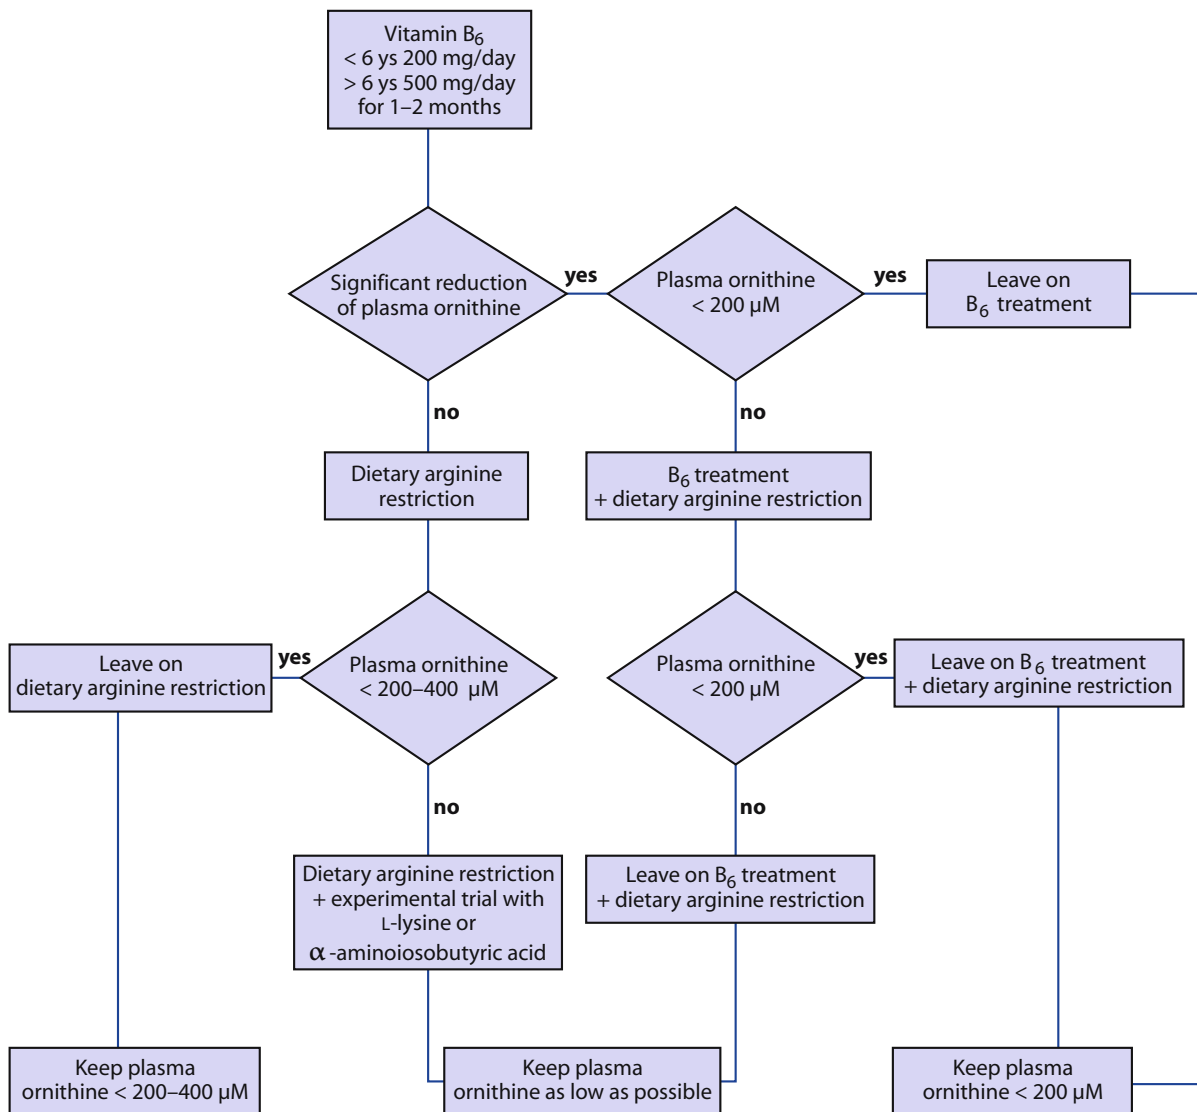 Vitamin B6
< 6 ys 200 mg/day
> 6 ys 500 mg/day
for 1–2 months
Significant reduction
of plasma ornithine
yes
Plasma ornithine
< 200 µM
yes
Leave on
B6 treatment
no
no
Dietary arginine
restriction
B6 treatment
+ dietary arginine restriction
Leave on
dietary arginine restriction
yes
Plasma ornithine
< 200–400 µM
Plasma ornithine
< 200 µM
yes
Leave on B6 treatment
+ dietary arginine restriction
no
no
Dietary arginine restriction
+ experimental trial with
L-lysine or
α-aminoiosobutyric acid
Leave on B6 treatment
+ dietary arginine restriction
Keep plasma
ornithine < 200–400 µM
Keep plasma
ornithine as low as possible
Keep plasma
ornithine < 200 µM